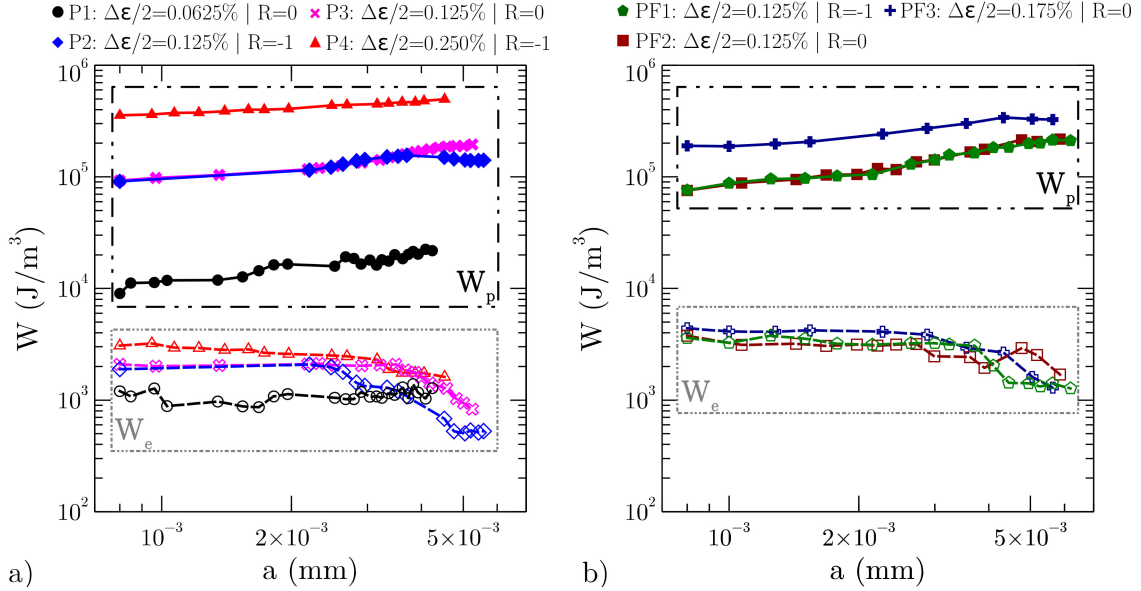 P1: Δε/2=0.0625% | R=0
P3: Δε/2=0.125% | R=0
P2: Δε/2=0.125% | R=-1
P4: Δε/2=0.250% | R=-1
10⁶
10⁵
10⁴
10³
10²
W (J/m³)
Wₚ
Wₑ
10⁻³
2×10⁻³
5×10⁻³
a (mm)
a)
PF1: Δε/2=0.125% | R=-1
PF3: Δε/2=0.175% | R=0
PF2: Δε/2=0.125% | R=0
10⁶
10⁵
10⁴
10³
10²
W (J/m³)
Wₚ
Wₑ
10⁻³
2×10⁻³
5×10⁻³
a (mm)
b)